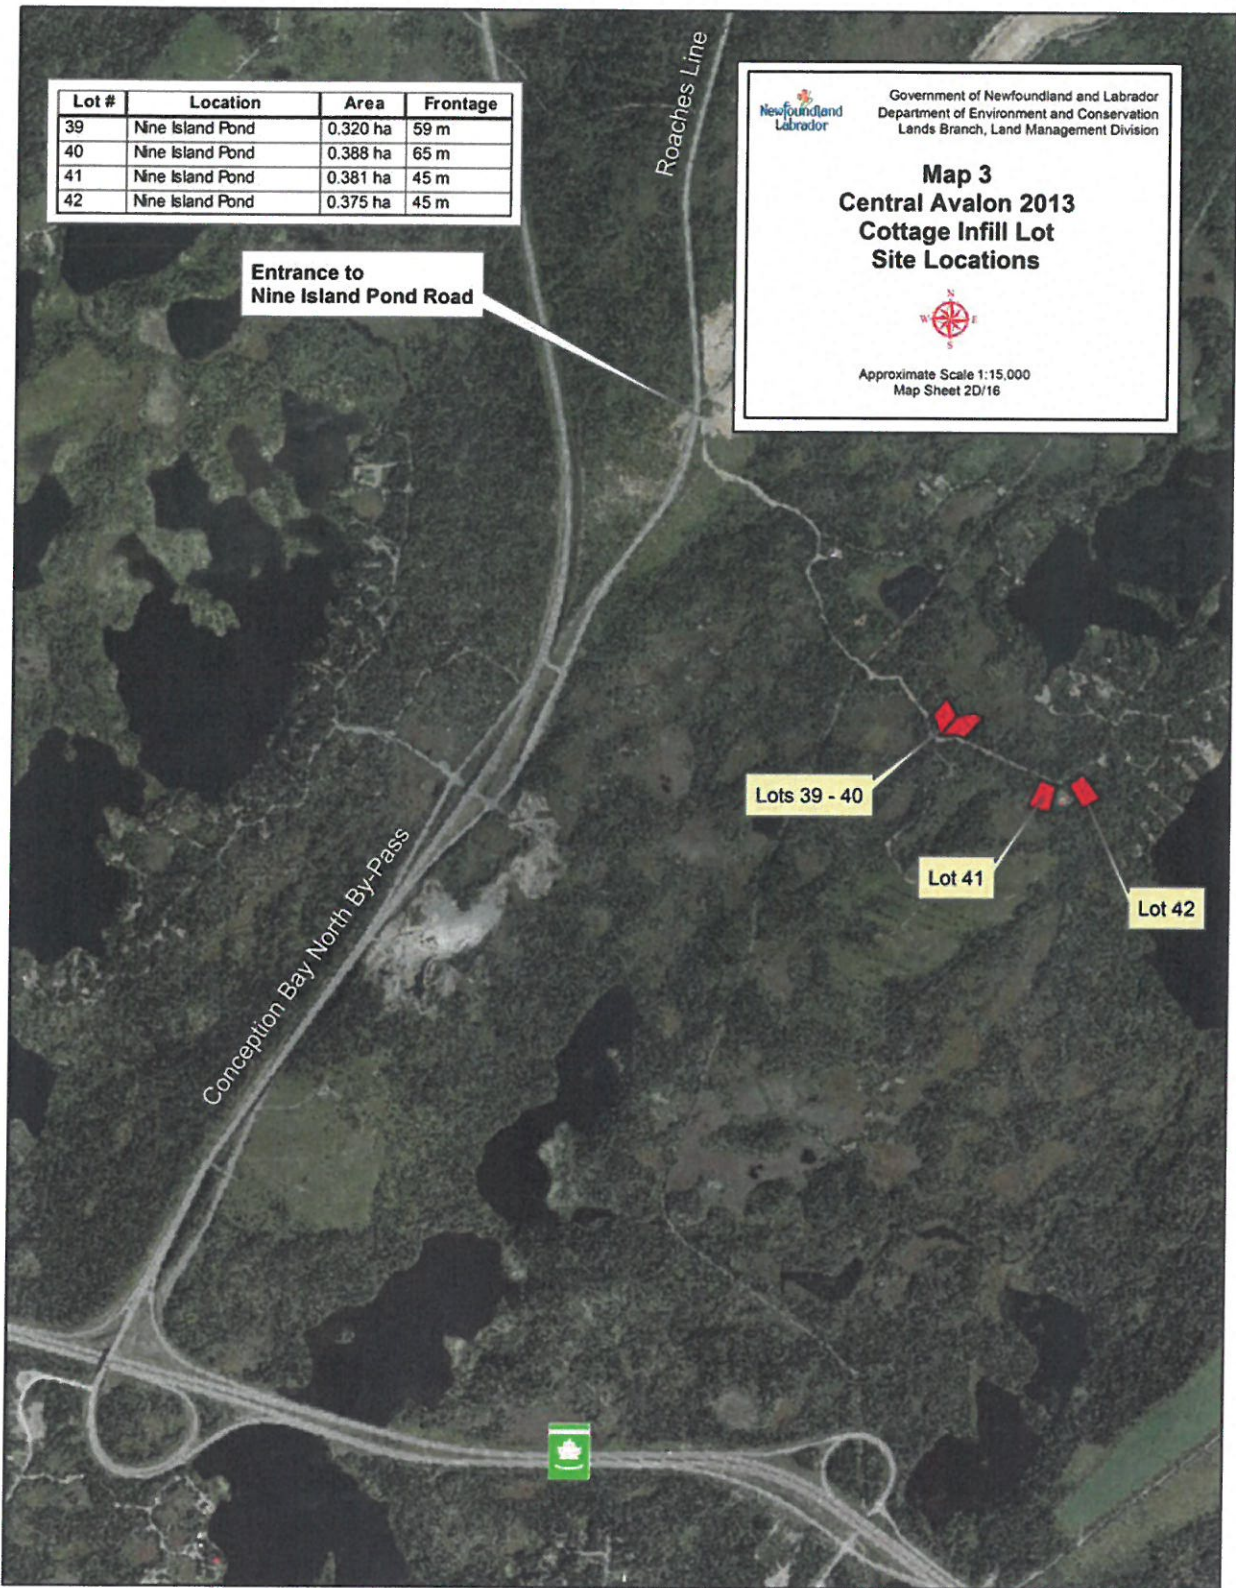 Lot # Location Area Frontage
39 Nine Island Pond 0.320 ha 59 m
40 Nine Island Pond 0.388 ha 65 m
41 Nine Island Pond 0.381 ha 45 m
42 Nine Island Pond 0.375 ha 45 m
Roaches Line
Newfoundland
Labrador
Government of Newfoundland and Labrador
Department of Environment and Conservation
Lands Branch, Land Management Division
Map 3
Central Avalon 2013
Cottage Infill Lot
Site Locations
N
W E
S
Approximate Scale 1:15,000
Map Sheet 2D/16
Entrance to
Nine Island Pond Road
Lots 39 - 40
Lot 41
Lot 42
Conception Bay North By-Pass